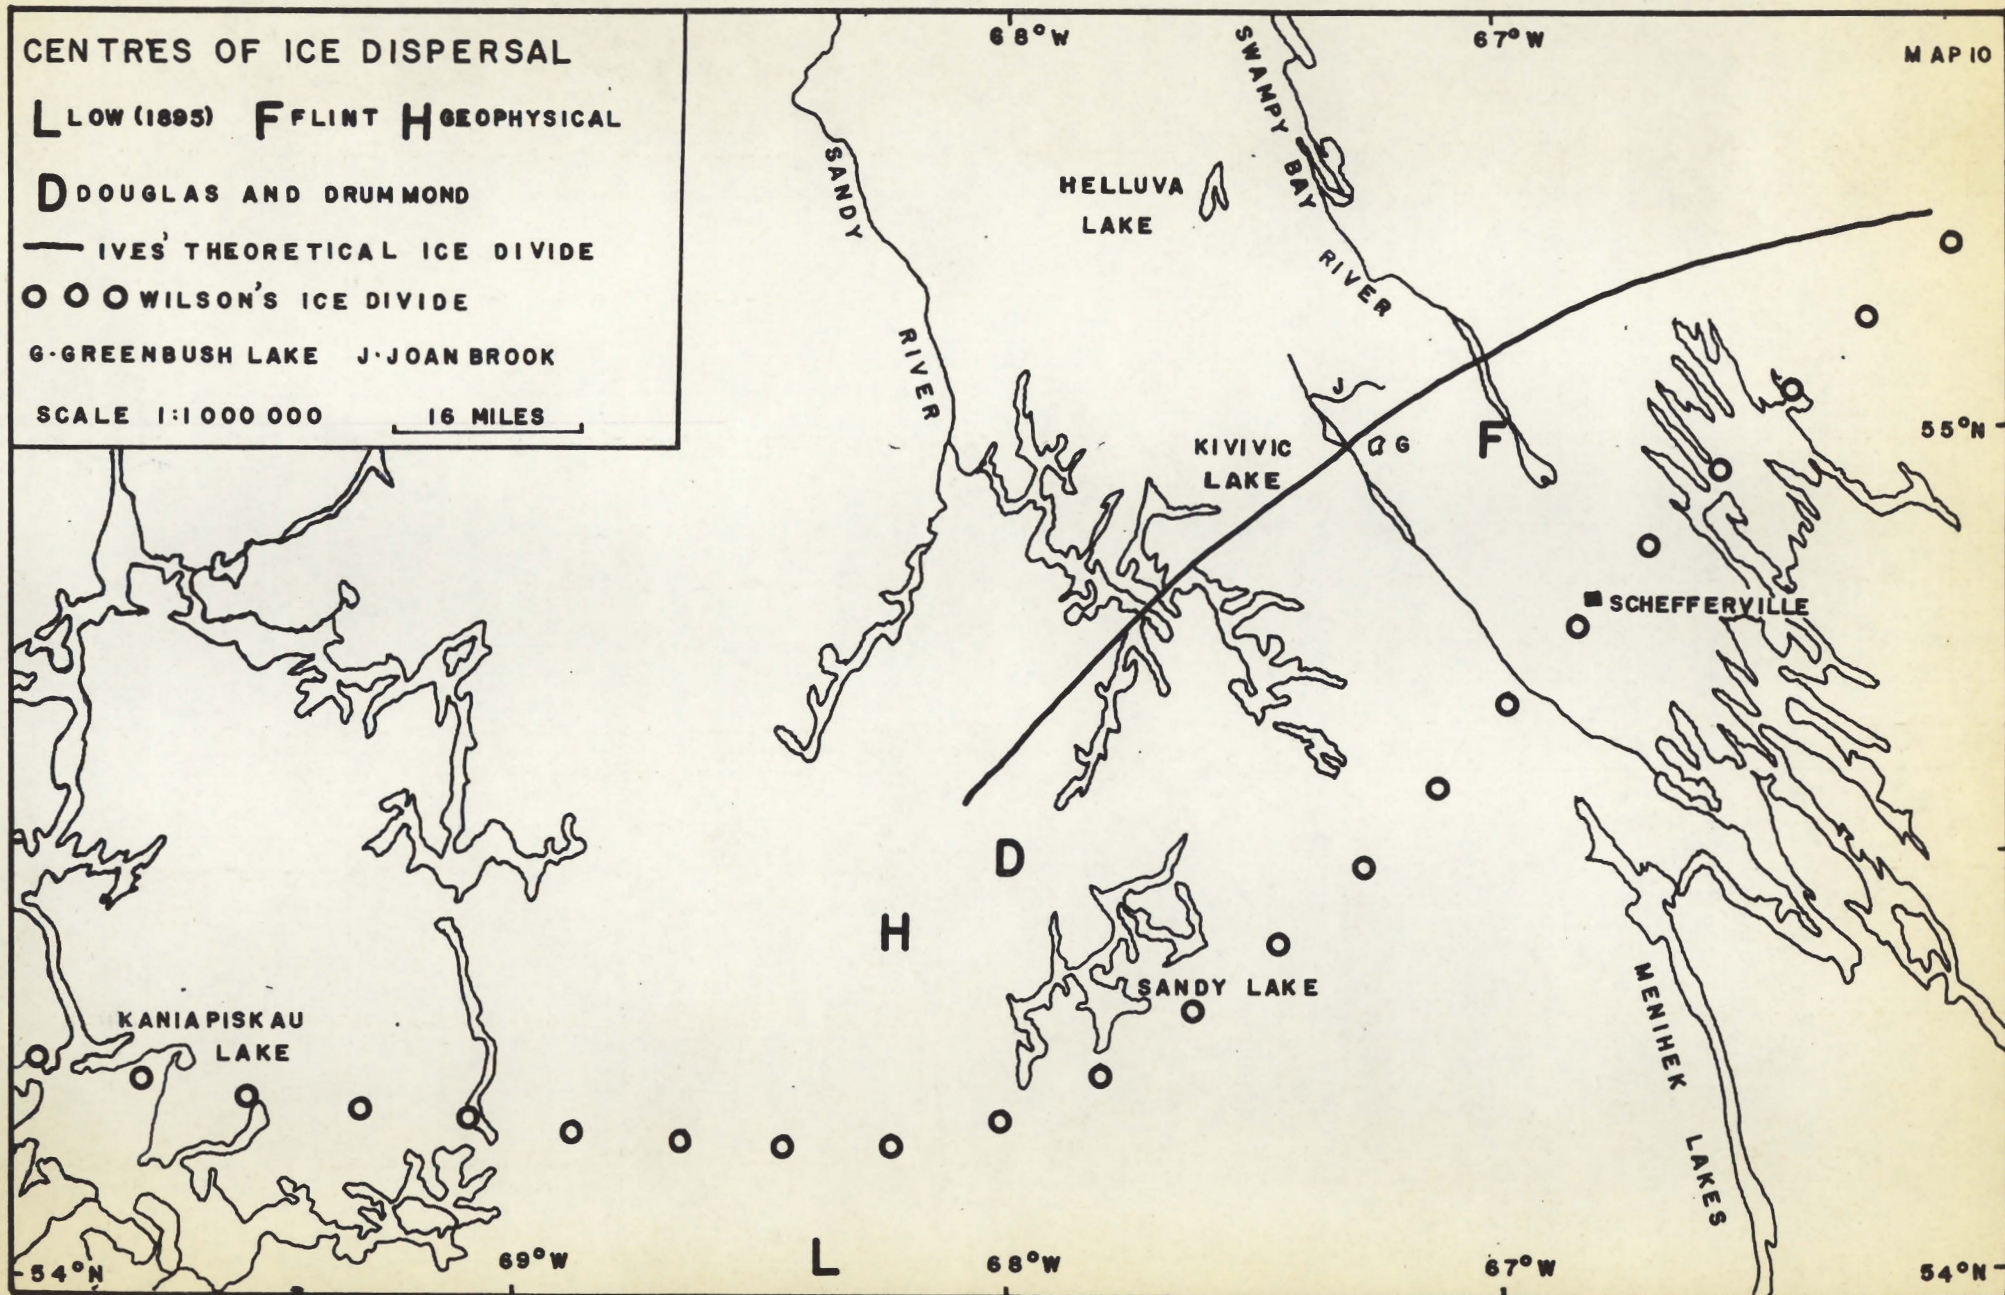 CENTRES OF ICE DISPERSAL
L LOW (1895) F FLINT H GEOPHYSICAL
D DOUGLAS AND DRUMMOND
IVES' THEORETICAL ICE DIVIDE
WILSON'S ICE DIVIDE
G. GREENBUSH LAKE J. JOAN BROOK
SCALE 1:1 000 000 16 MILES
68°W
67°W
MAP 10
SANDY
RIVER
HELLUVA
LAKE
SWAMPY
BAY
RIVER
J
G
F
55°N
KIVIVIC
LAKE
SCHEFFERVILLE
D
H
SANDY LAKE
KANIAPISKAU
LAKE
MENIHEK
LAKES
L
54°N
69°W
68°W
67°W
54°N